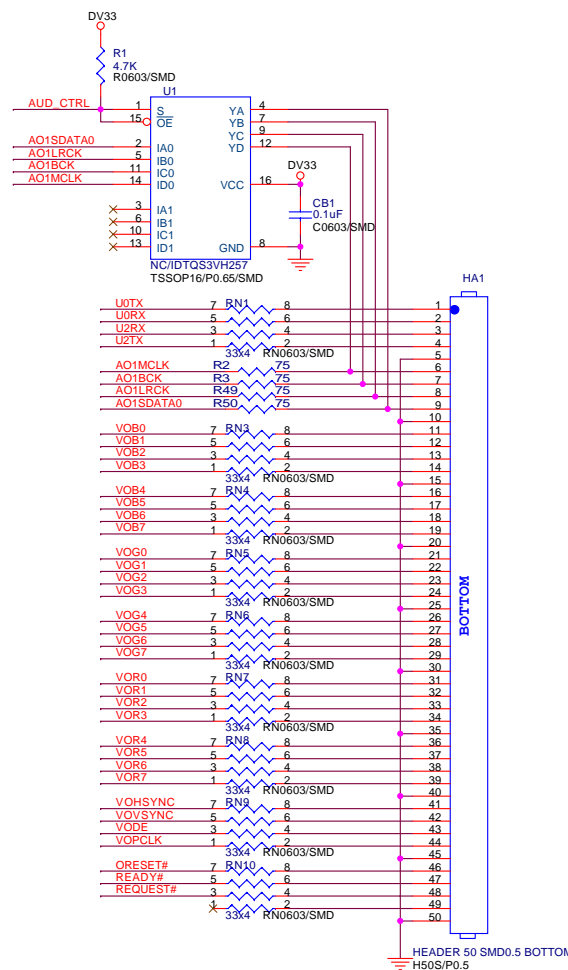 DV33
R1
4.7K
R0603/SMD
U1
AUD_CTRL 1 S YA 4
15 OE YB 7
YC 9
AO1SDATA0 2 IA0 YD 12
AO1LRCK 5 IB0
AO1BCK 11 IC0
AO1MCLK 14 ID0 VCC 16
DV33
3 IA1
6 IB1
10 IC1
13 ID1 GND 8
CB1
0.1uF
C0603/SMD
NC/IDTQS3VH257
TSSOP16/P0.65/SMD
HA1
U0TX 7 RN1 8 1
U0RX 5 6 2
U2RX 3 4 3
U2TX 1 2 4
33x4 RN0603/SMD
5
AO1MCLK R2 75 6
AO1BCK R3 75 7
AO1LRCK R49 75 8
AO1SDATA0 R50 75 9
10
VOB0 7 RN3 8 11
VOB1 5 6 12
VOB2 3 4 13
VOB3 1 2 14
33x4 RN0603/SMD
15
VOB4 7 RN4 8 16
VOB5 5 6 17
VOB6 3 4 18
VOB7 1 2 19
33x4 RN0603/SMD
20
VOG0 7 RN5 8 21
VOG1 5 6 22
VOG2 3 4 23
VOG3 1 2 24
33x4 RN0603/SMD
25
VOG4 7 RN6 8 26
VOG5 5 6 27
VOG6 3 4 28
VOG7 1 2 29
33x4 RN0603/SMD
30
VOR0 7 RN7 8 31
VOR1 5 6 32
VOR2 3 4 33
VOR3 1 2 34
33x4 RN0603/SMD
35
VOR4 7 RN8 8 36
VOR5 5 6 37
VOR6 3 4 38
VOR7 1 2 39
33x4 RN0603/SMD
40
VOHSYNC 7 RN9 8 41
VOVSYNC 5 6 42
VODE 3 4 43
VOPCLK 1 2 44
33x4 RN0603/SMD
45
ORESET# 7 RN10 8 46
READY# 5 6 47
REQUEST# 3 4 48
1 2 49
33x4 RN0603/SMD
50
BOTTOM
HEADER 50 SMD0.5 BOTTOM
H50S/P0.5